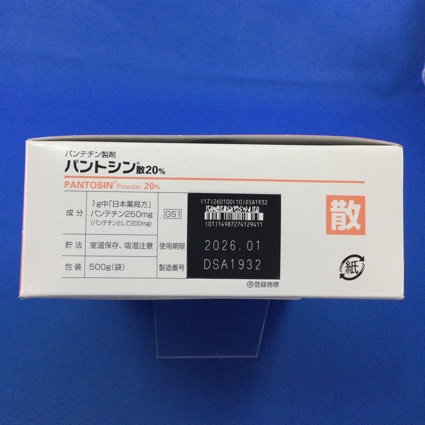 パンテチン製剤
パントシン®散20%
PANTOSIN® Powder 20%
成分
1g中「日本薬局方」
パンテチン250mg
(パンテチンとして200mg)
GS1
(17)260100(10)DSA1932
(01)14987274129411
貯法 室温保存、吸湿注意
使用期限 2026.01
包装 500g(袋)
製造番号 DSA1932
®登録商標
散
紙